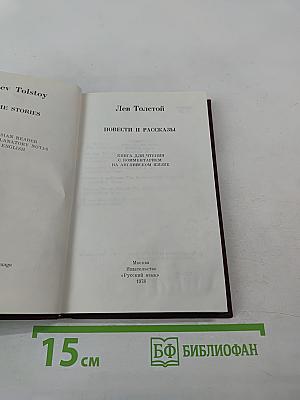 ev Tolstoy
E STORIES
SIAN READER
LANATORY NOTES
ENGLISH
Лев Толстой
ПОВЕСТИ И РАССКАЗЫ
КНИГА ДЛЯ ЧТЕНИЯ
С КОММЕНТАРИЕМ
НА АНГЛИЙСКОМ ЯЗЫКЕ
Москва
Издательство
«Русский язык»
1978
15 см
БФ БИБЛИОФАН